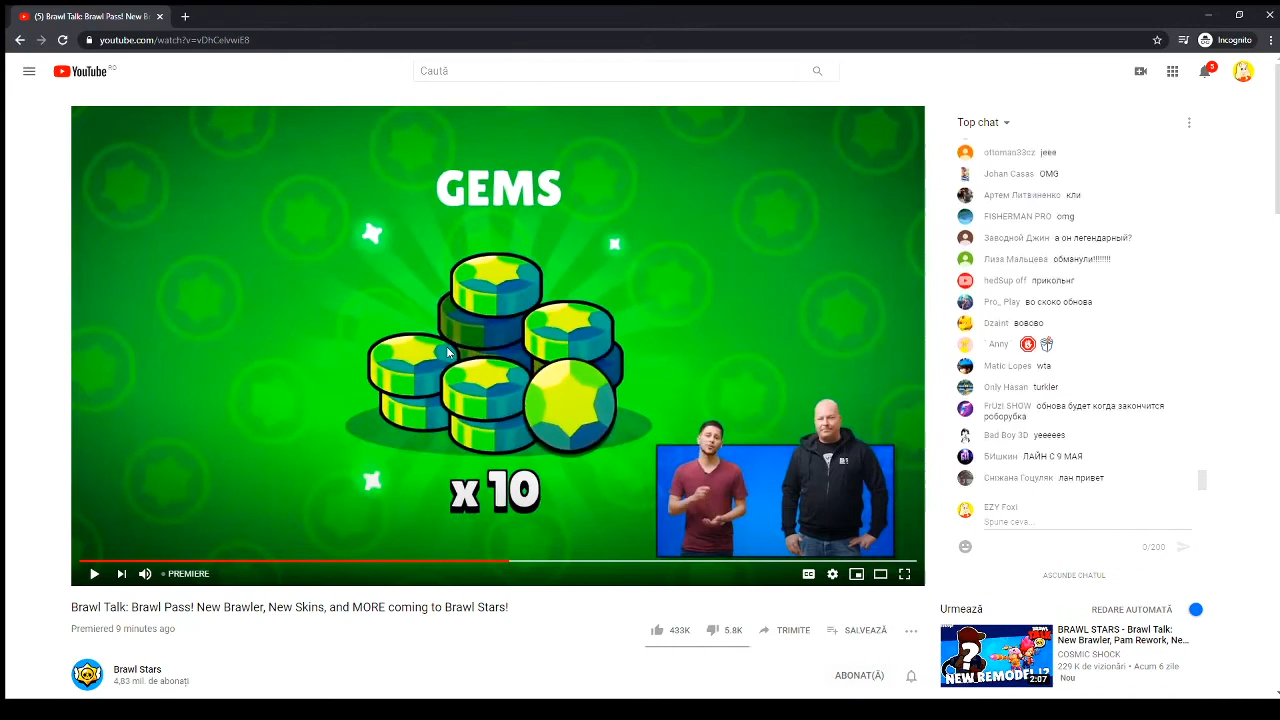 (5) Brawl Talk: Brawl Pass! New B
youtube.com/watch?v=vDhCelvwiE8
Incognito
YouTube RO
Caută
5
GEMS
x 10
PREMIERE
CC
Brawl Talk: Brawl Pass! New Brawler, New Skins, and MORE coming to Brawl Stars!
Premiered 9 minutes ago
433K
5.8K
TRIMITE
SALVEAZĂ
Brawl Stars
4,83 mil. de abonați
ABONAT(Ă)
Top chat
ottoman33cz jeee
Johan Casas OMG
Артем Литвиненко кли
FISHERMAN PRO omg
Заводной Джин а он легендарный?
Лиза Мальцева обманули!!!!!!!!
hedSup off прикольнг
Pro_ Play во скоко обнова
Dzaint вовово
` Anny
Matic Lopes wta
Only Hasan turkler
FrUzI SHOW обнова будет когда закончится
роборубка
Bad Boy 3D yeeeees
БИшкин ЛАЙН С 9 МАЯ
Сніжана Гоцуляк лан привет
EZY Foxi
Spune ceva...
0/200
ASCUNDE CHATUL
Urmează
REDARE AUTOMATĂ
NEW REMODEL!?
2:07
BRAWL STARS - Brawl Talk:
New Brawler, Pam Rework, Ne...
COSMIC SHOCK
229 K de vizionări • Acum 6 zile
Nou